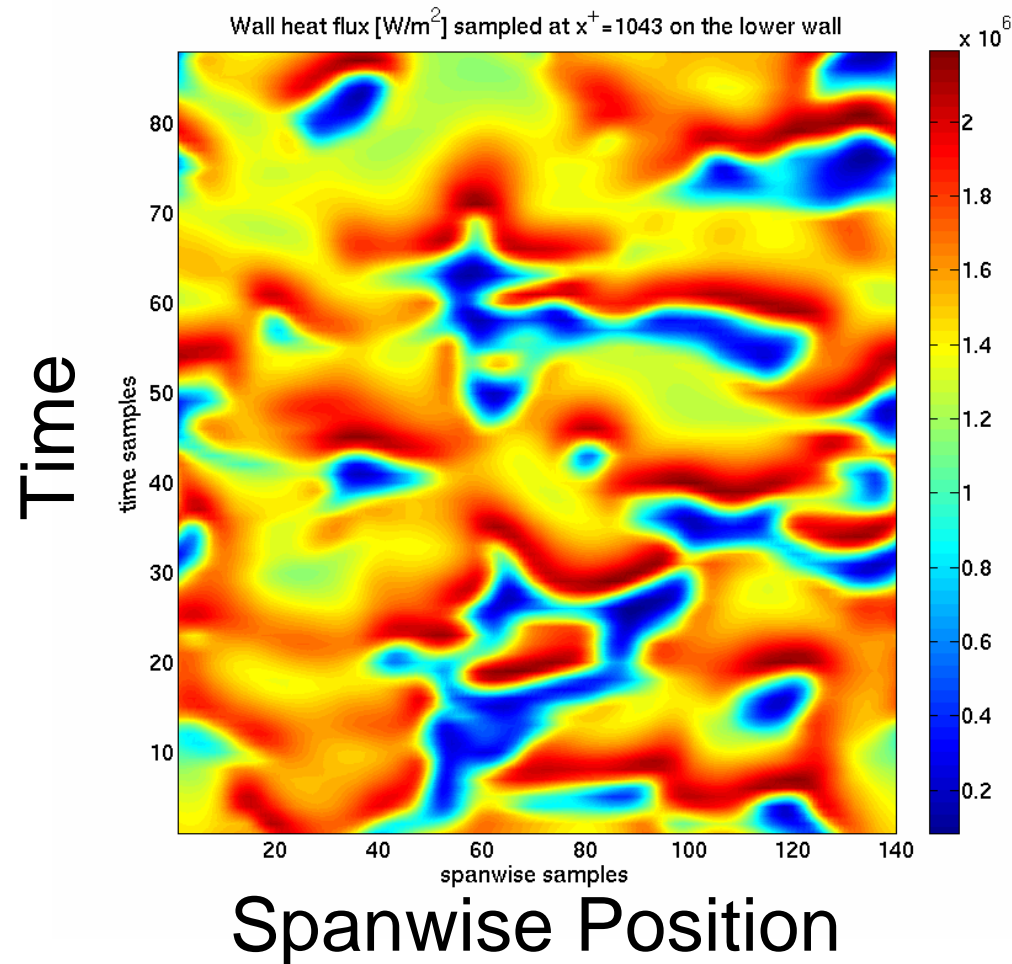 Wall heat flux [W/m2] sampled at x+=1043 on the lower wall
x 10^6
80
70
60
50
40
30
20
10
Time
time samples
20 40 60 80 100 120 140
spanwise samples
Spanwise Position
2
1.8
1.6
1.4
1.2
1
0.8
0.6
0.4
0.2